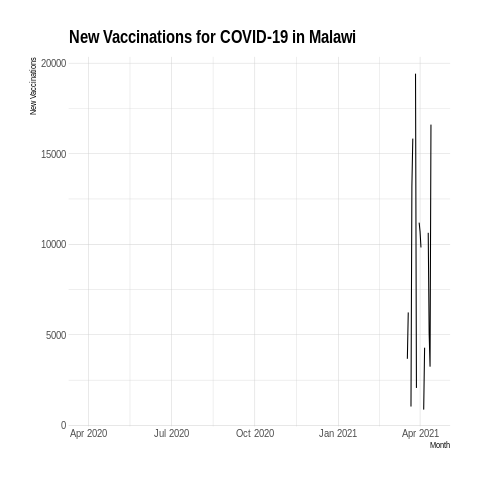 New Vaccinations for COVID-19 in Malawi
New Vaccinations
20000
15000
10000
5000
0
Apr 2020 Jul 2020 Oct 2020 Jan 2021 Apr 2021
Month